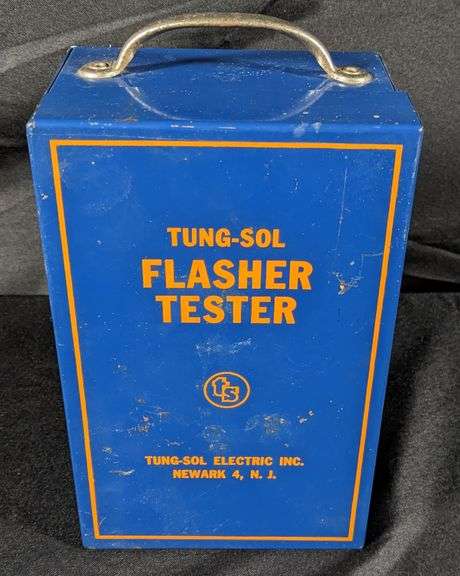 TUNG-SOL
FLASHER
TESTER
ts
TUNG-SOL ELECTRIC INC.
NEWARK 4, N. J.